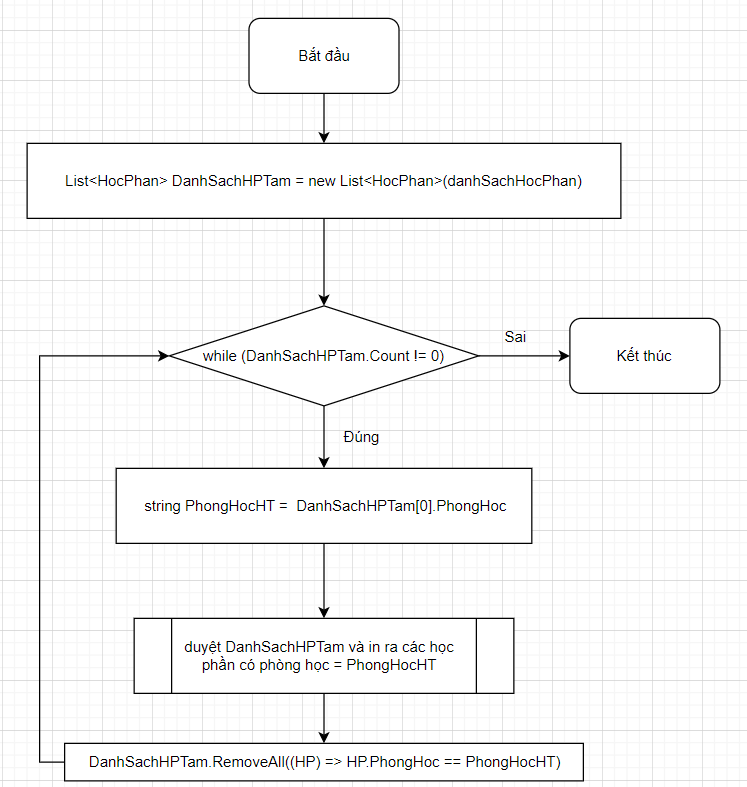 Bắt đầu
List<HocPhan> DanhSachHPTam = new List<HocPhan>(danhSachHocPhan)
while (DanhSachHPTam.Count != 0)
Sai
Kết thúc
Đúng
string PhongHocHT = DanhSachHPTam[0].PhongHoc
duyệt DanhSachHPTam và in ra các học
phần có phòng học = PhongHocHT
DanhSachHPTam.RemoveAll((HP) => HP.PhongHoc == PhongHocHT)